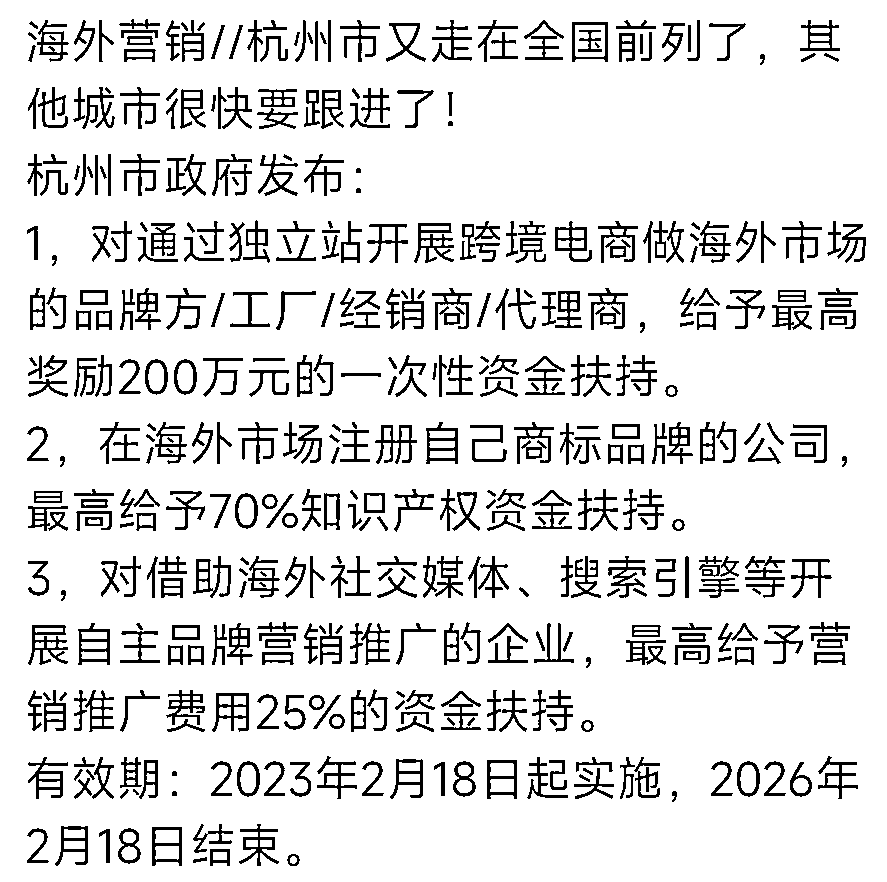 海外营销//杭州市又走在全国前列了，其
他城市很快要跟进了！
杭州市政府发布：
1，对通过独立站开展跨境电商做海外市场
的品牌方/工厂/经销商/代理商，给予最高
奖励200万元的一次性资金扶持。
2，在海外市场注册自己商标品牌的公司，
最高给予70%知识产权资金扶持。
3，对借助海外社交媒体、搜索引擎等开
展自主品牌营销推广的企业，最高给予营
销推广费用25%的资金扶持。
有效期：2023年2月18日起实施，2026年
2月18日结束。